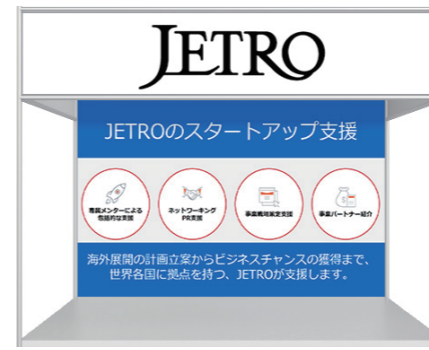 JETRO
JETROのスタートアップ支援
専属メンターによる
包括的な支援
ネットワーキング
PR支援
事業戦略策定支援
事業パートナー紹介
海外展開の計画立案からビジネスチャンスの獲得まで、
世界各国に拠点を持つ、JETROが支援します。